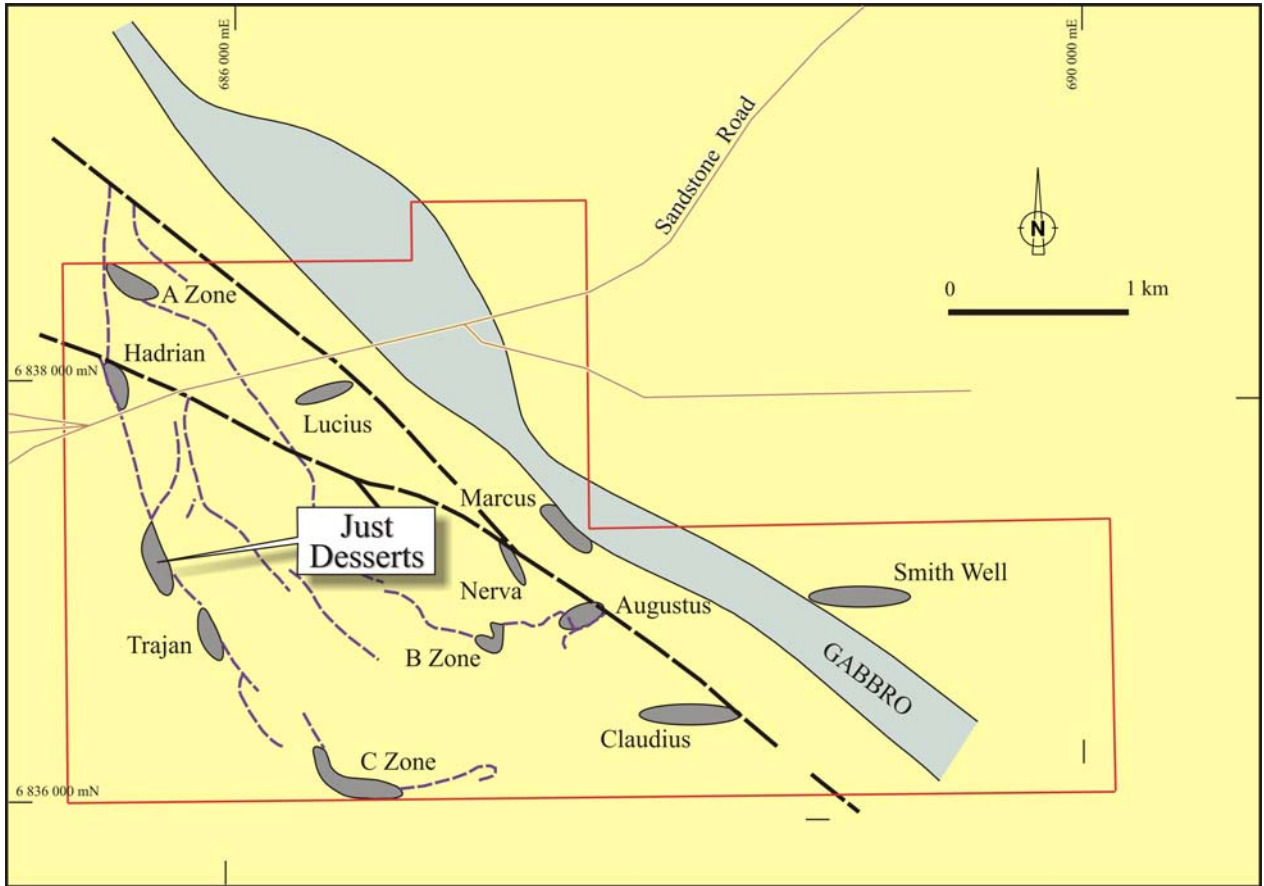 686 000 mE
690 000 mE
Sandstone Road
N
0 1 km
A Zone
Hadrian
6 838 000 mN
Lucius
Marcus
Just
Desserts
Smith Well
Nerva
Augustus
Trajan
B Zone
GABBRO
Claudius
C Zone
6 836 000 mN